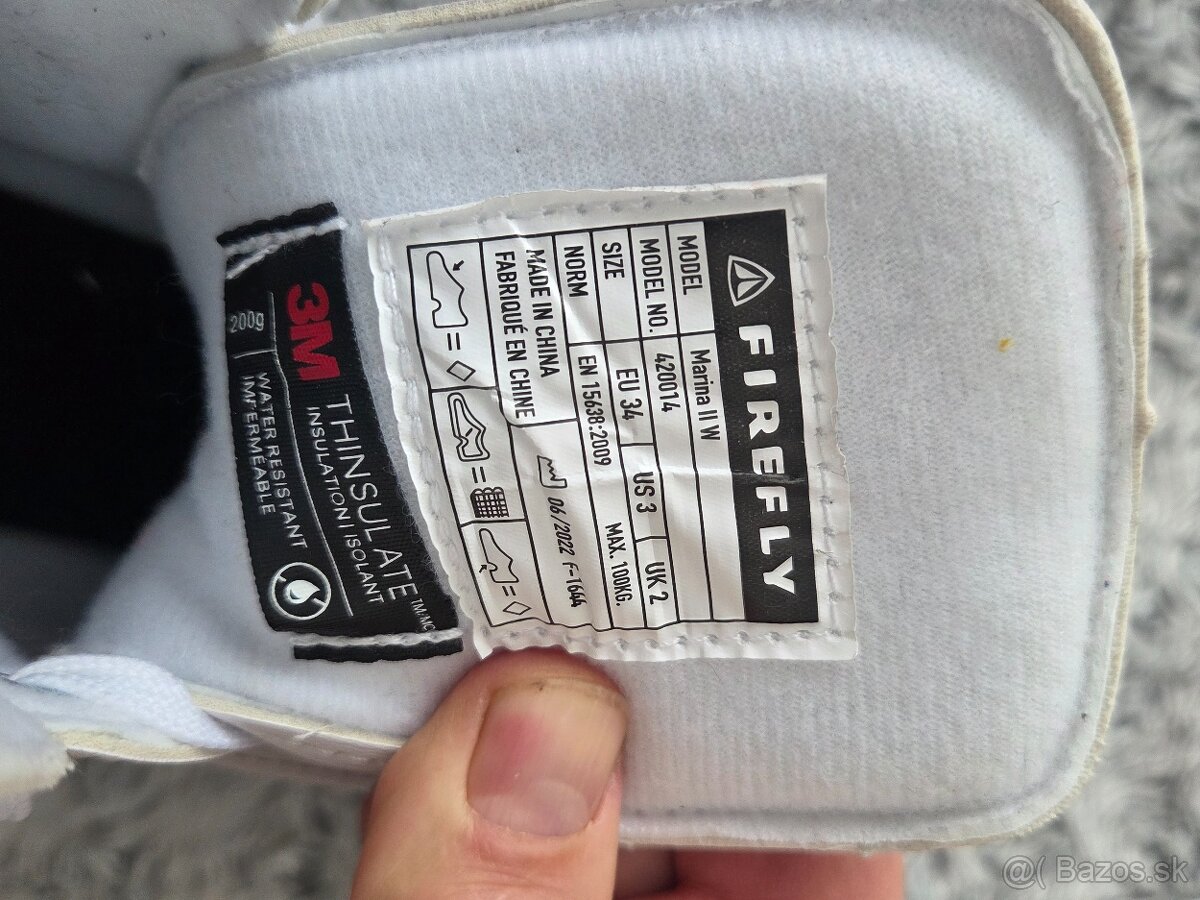 FIREFLY
MODEL Marina II W
MODEL NO. 420014
SIZE EU 34 US 3 UK 2
NORM EN 15638:2009 MAX. 100KG.
MADE IN CHINA
FABRIQUÉ EN CHINE
06/2022 F-1644
3M THINSULATE TM/MC
INSULATION | ISOLANT
200g WATER RESISTANT
IMPERMÉABLE
@( Bazos.sk